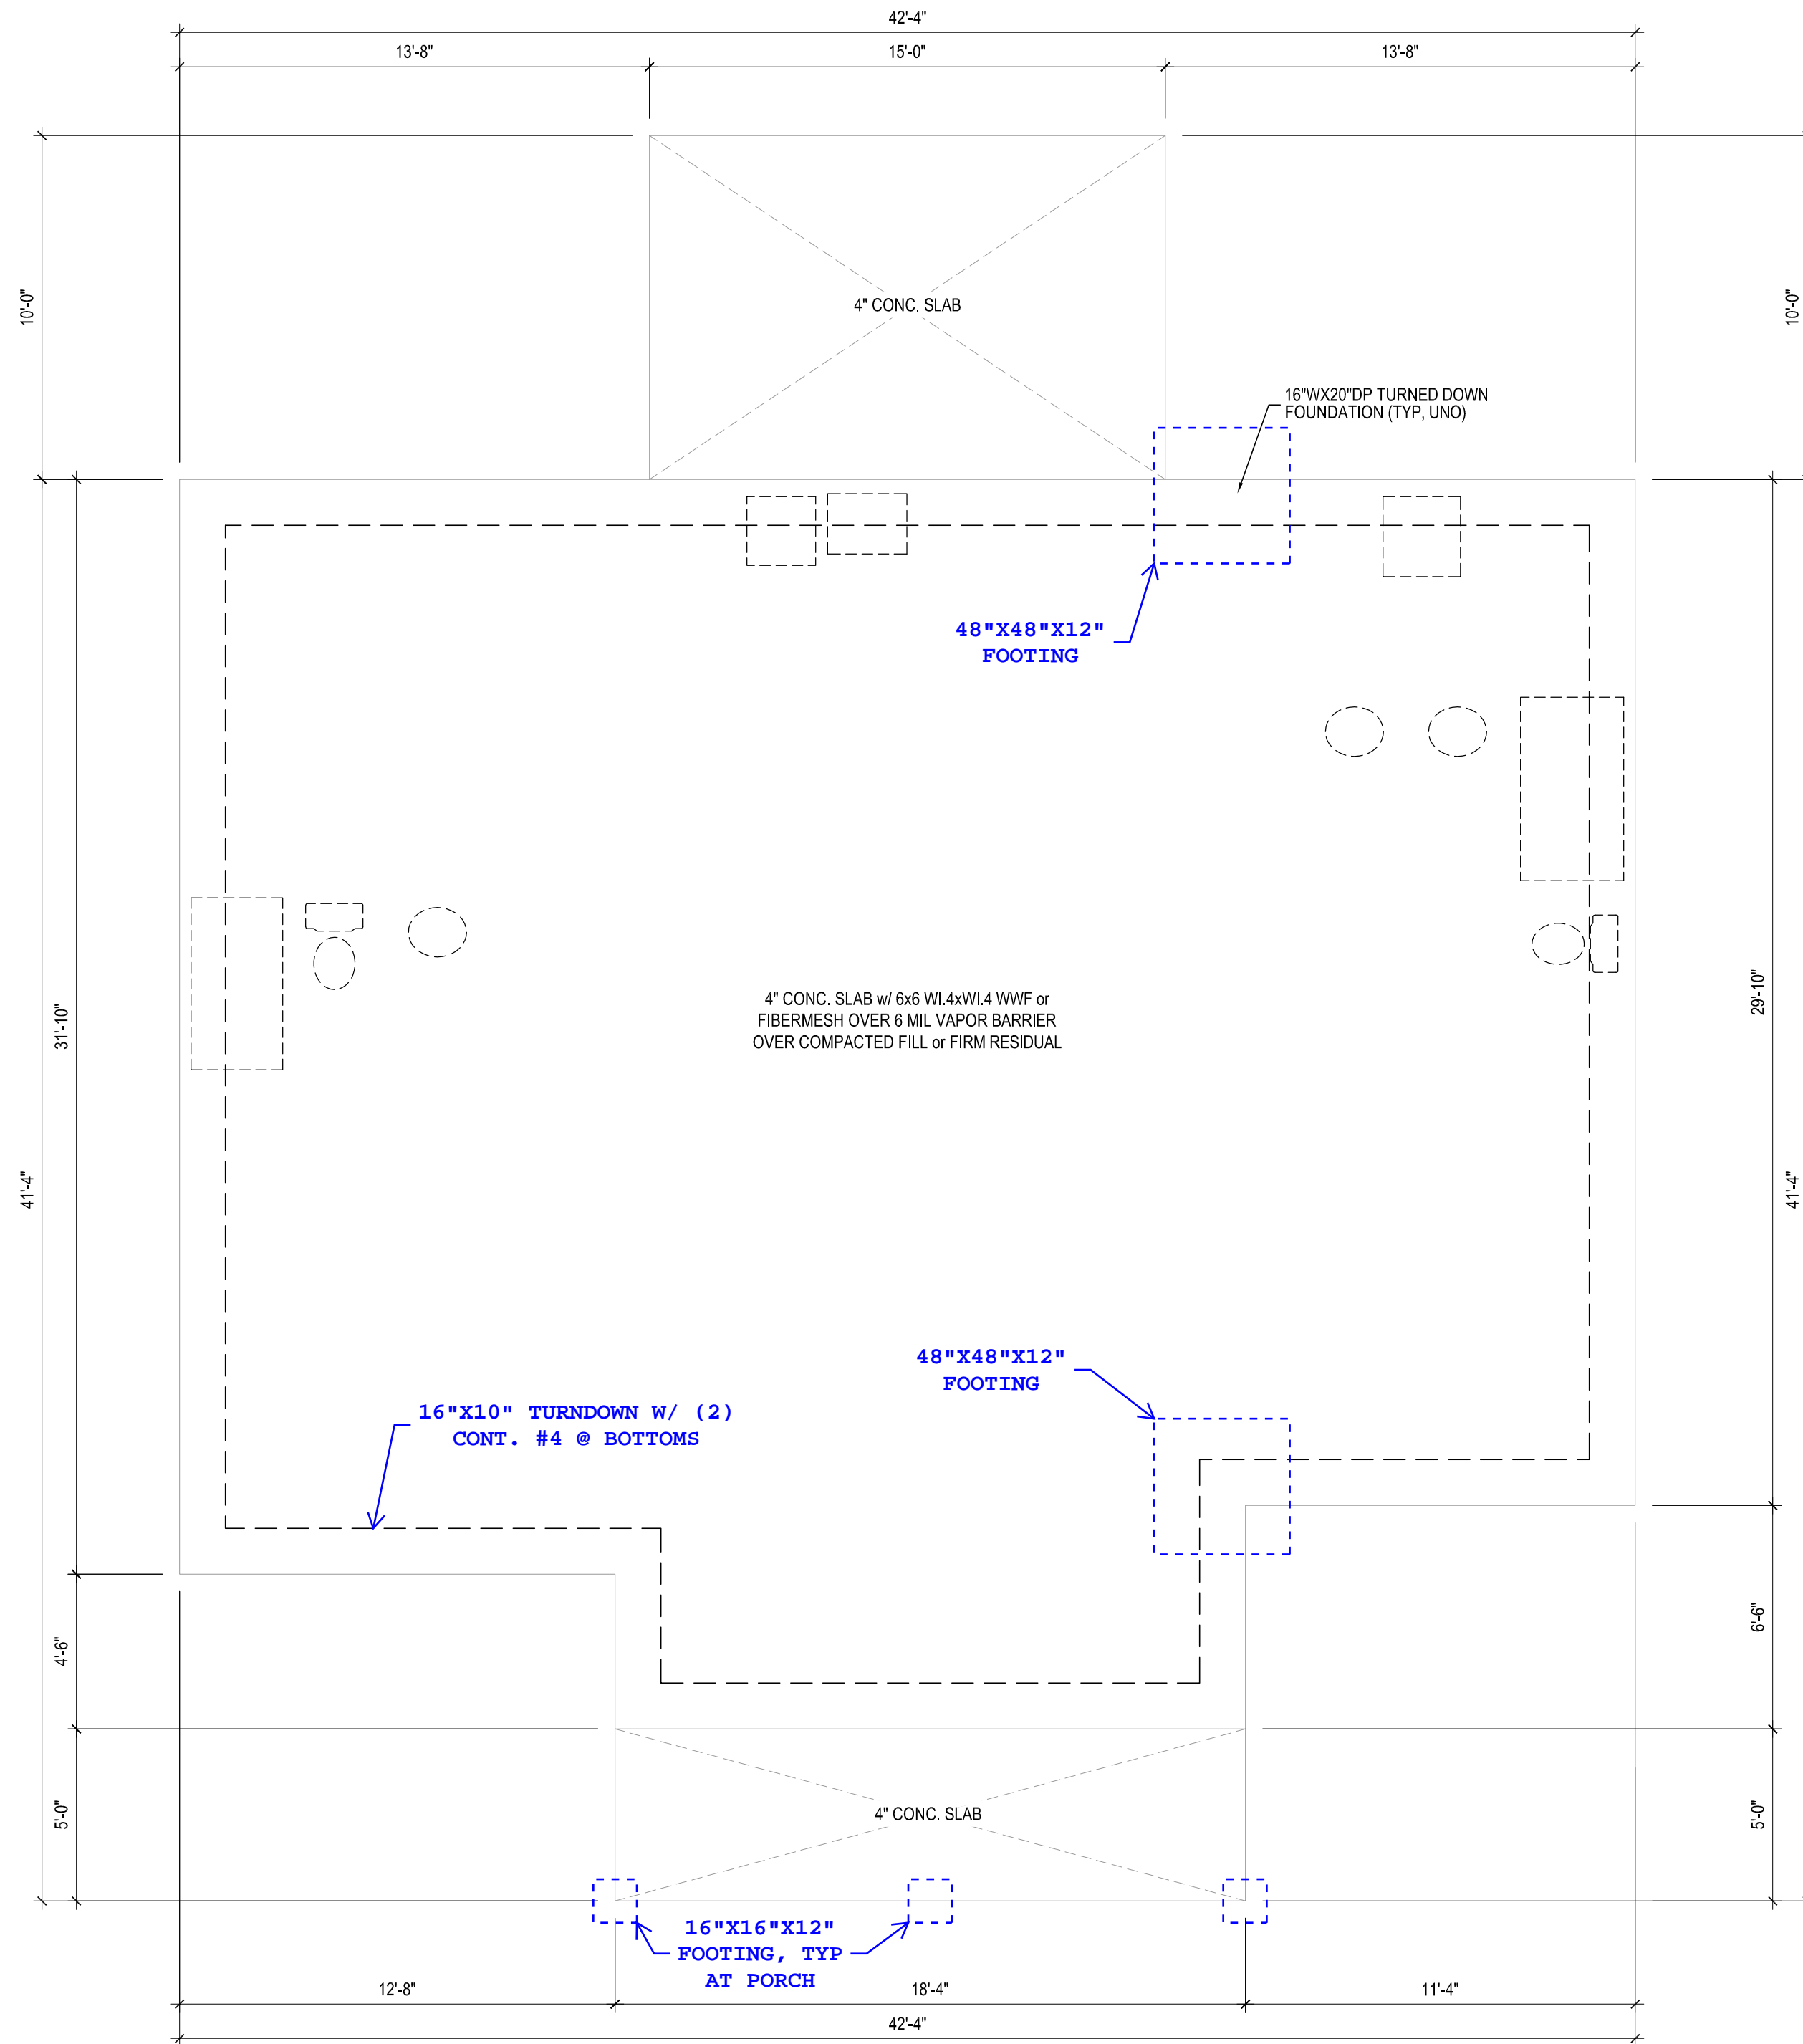 42'-4"
13'-8"
15'-0"
13'-8"
10'-0"
10'-0"
4" CONC. SLAB
16"WX20"DP TURNED DOWN
FOUNDATION (TYP, UNO)
48"X48"X12"
FOOTING
31'-10"
29'-10"
4" CONC. SLAB w/ 6x6 WI.4xWI.4 WWF or
FIBERMESH OVER 6 MIL VAPOR BARRIER
OVER COMPACTED FILL or FIRM RESIDUAL
41'-4"
41'-4"
48"X48"X12"
FOOTING
16"X10" TURNDOWN W/ (2)
CONT. #4 @ BOTTOMS
4'-6"
6'-6"
5'-0"
5'-0"
4" CONC. SLAB
16"X16"X12"
FOOTING, TYP
AT PORCH
12'-8"
18'-4"
11'-4"
42'-4"